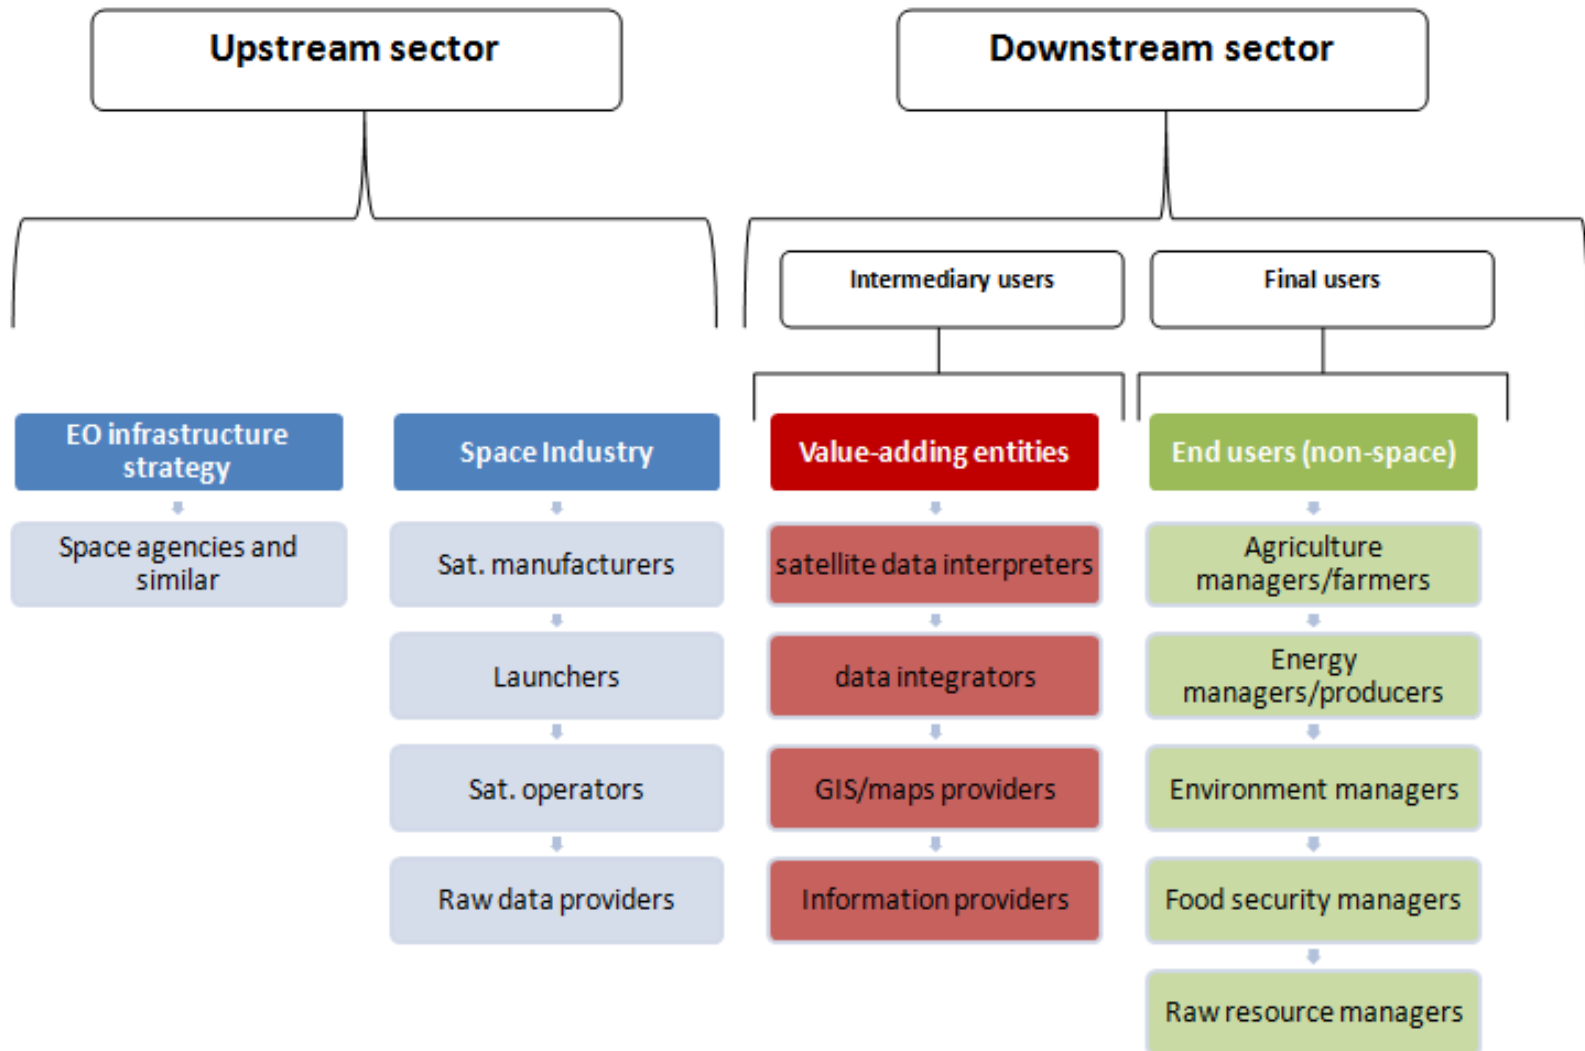 Upstream sector
Downstream sector
Intermediary users
Final users
EO infrastructure
strategy
Space agencies and
similar
Space Industry
Sat. manufacturers
Launchers
Sat. operators
Raw data providers
Value-adding entities
satellite data interpreters
data integrators
GIS/maps providers
Information providers
End users (non-space)
Agriculture
managers/farmers
Energy
managers/producers
Environment managers
Food security managers
Raw resource managers